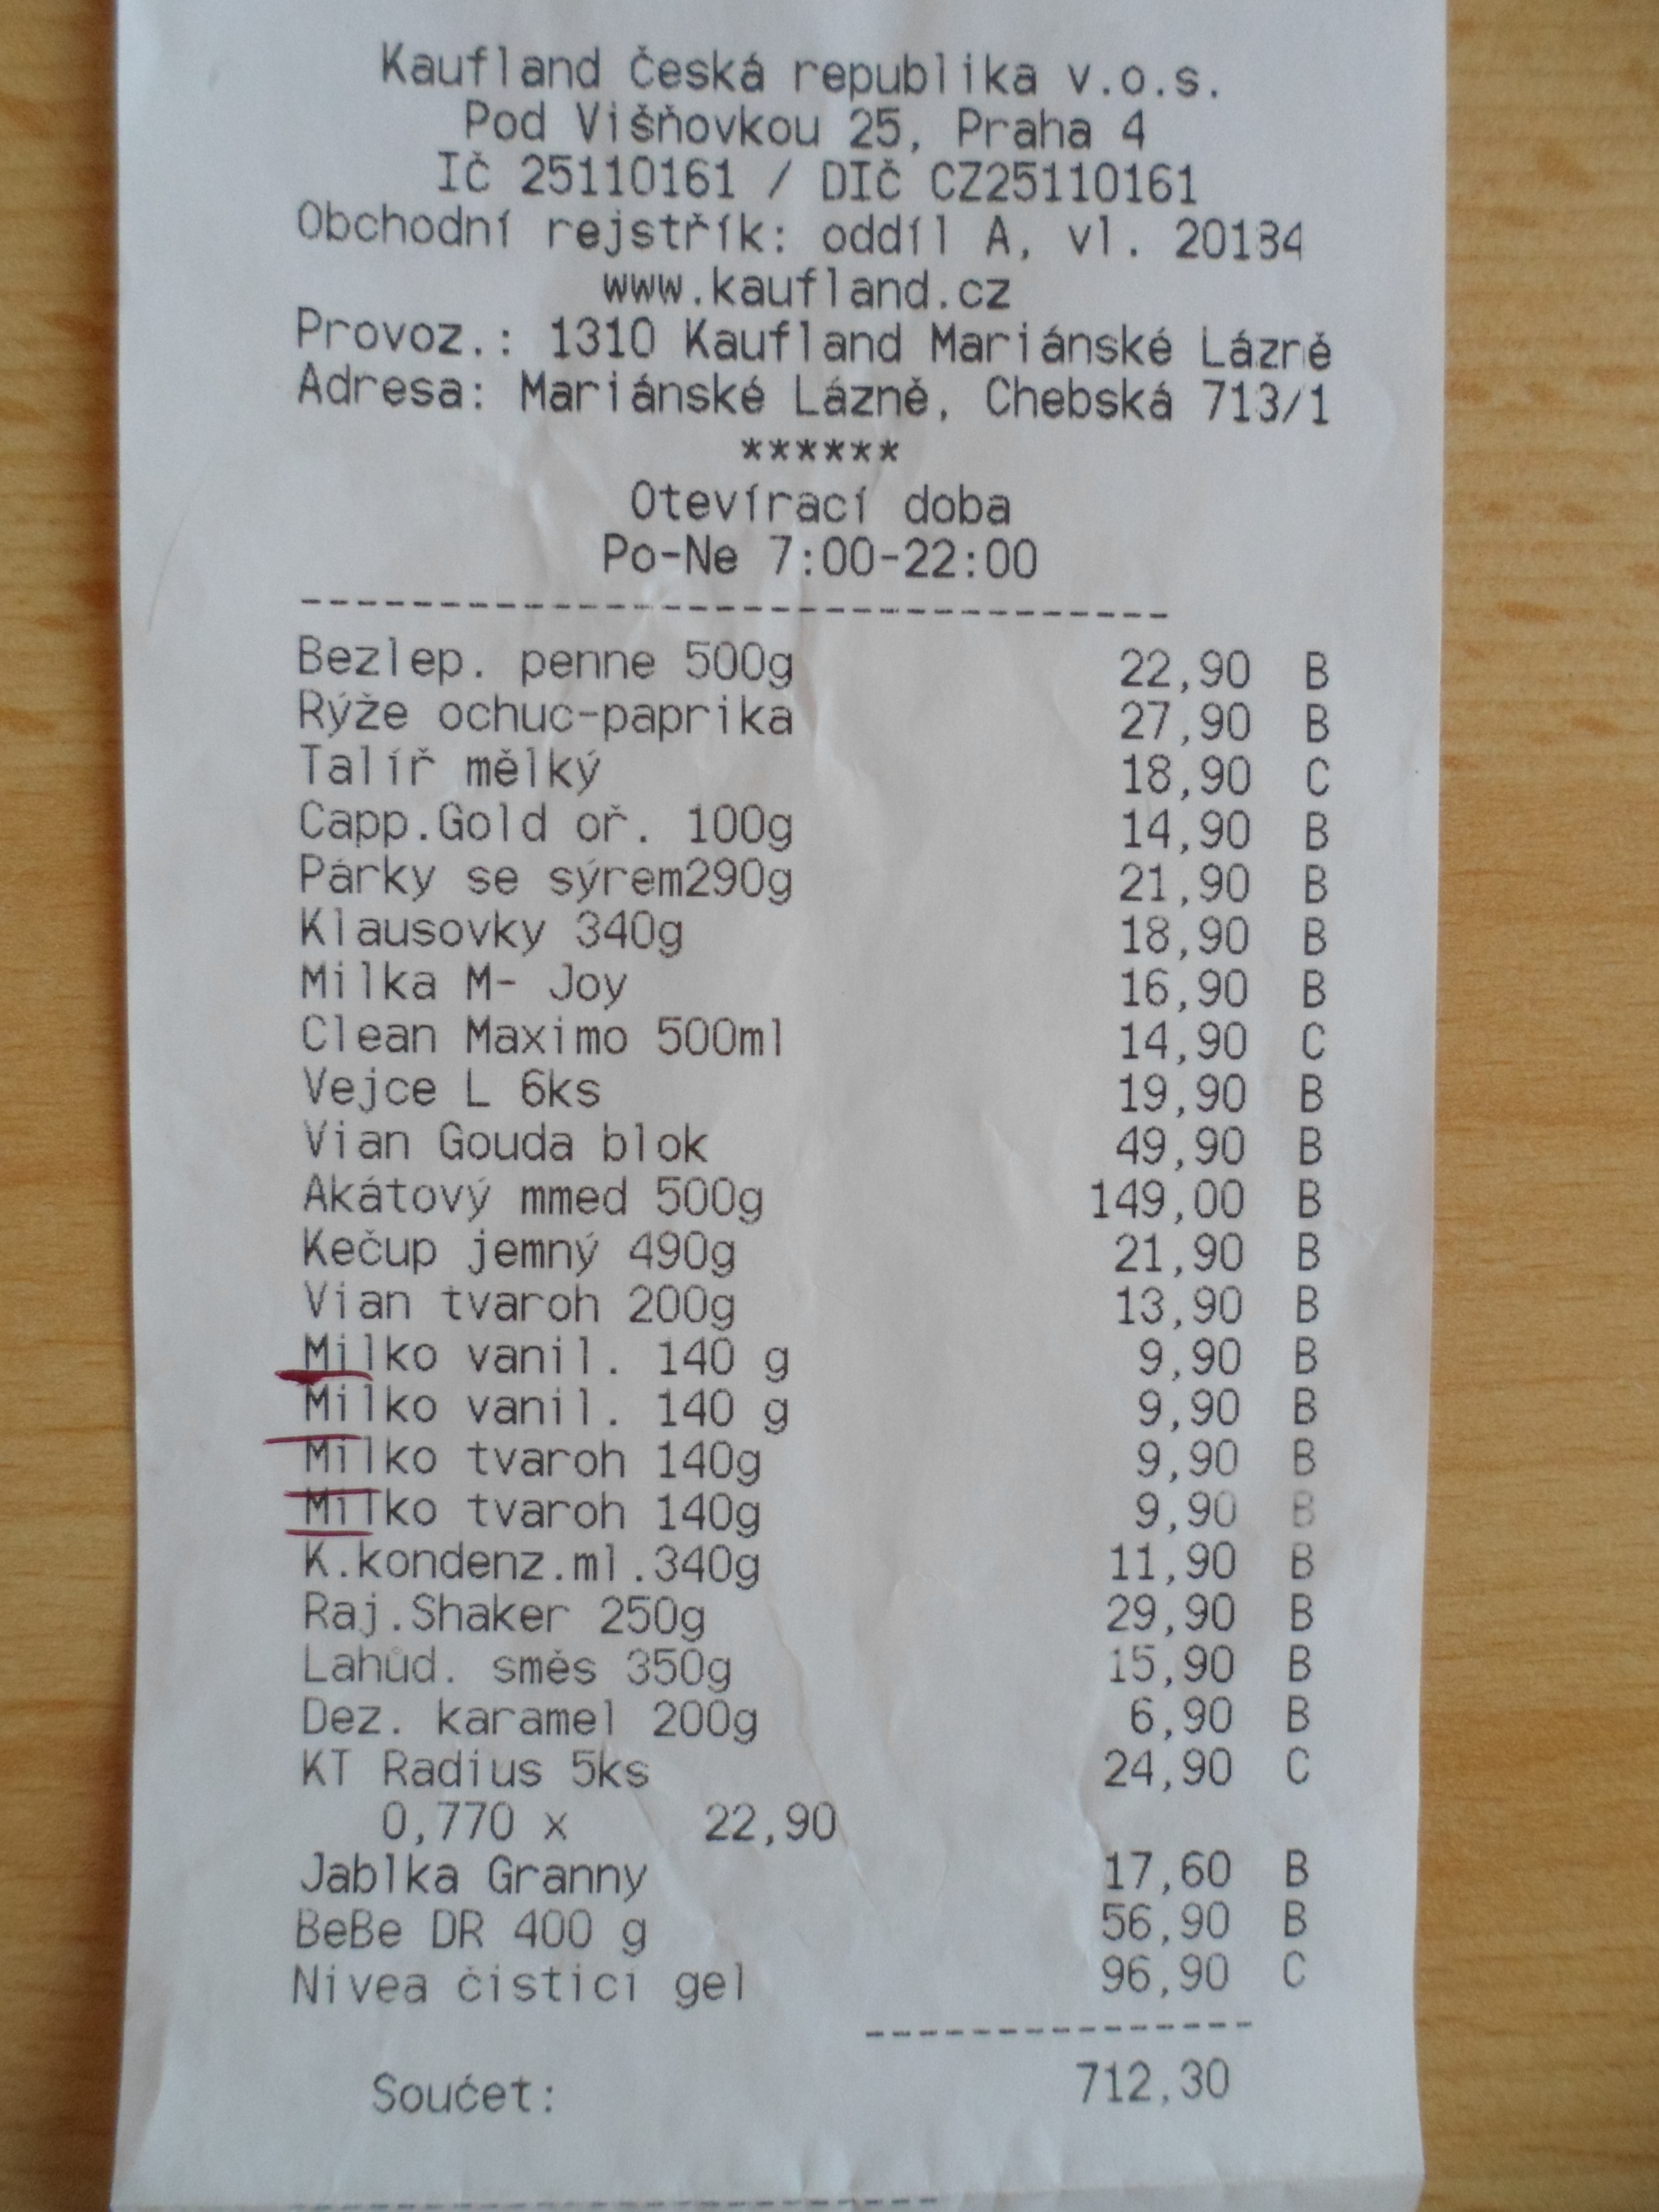 Kaufland Česká republika v.o.s.
Pod Višňovkou 25, Praha 4
IČ 25110161 / DIČ CZ25110161
Obchodní rejstřík: oddíl A, vl. 20184
www.kaufland.cz
Provoz.: 1310 Kaufland Mariánské Lázně
Adresa: Mariánské Lázně, Chebská 713/1
******
Otevírací doba
Po-Ne 7:00-22:00
--------------------------------
Bezlep. penne 500g 22,90 B
Rýže ochuc-paprika 27,90 B
Talíř mělký 18,90 C
Capp.Gold oř. 100g 14,90 B
Párky se sýrem290g 21,90 B
Klausovky 340g 18,90 B
Milka M- Joy 16,90 B
Clean Maximo 500ml 14,90 C
Vejce L 6ks 19,90 B
Vian Gouda blok 49,90 B
Akátový mmed 500g 149,00 B
Kečup jemný 490g 21,90 B
Vian tvaroh 200g 13,90 B
Milko vanil. 140 g 9,90 B
Milko vanil. 140 g 9,90 B
Milko tvaroh 140g 9,90 B
Milko tvaroh 140g 9,90 B
K.kondenz.ml.340g 11,90 B
Raj.Shaker 250g 29,90 B
Lahůd. směs 350g 15,90 B
Dez. karamel 200g 6,90 B
KT Radius 5ks 24,90 C
0,770 x 22,90
Jablka Granny 17,60 B
BeBe DR 400 g 56,90 B
Nivea čisticí gel 96,90 C
--------------
Součet: 712,30